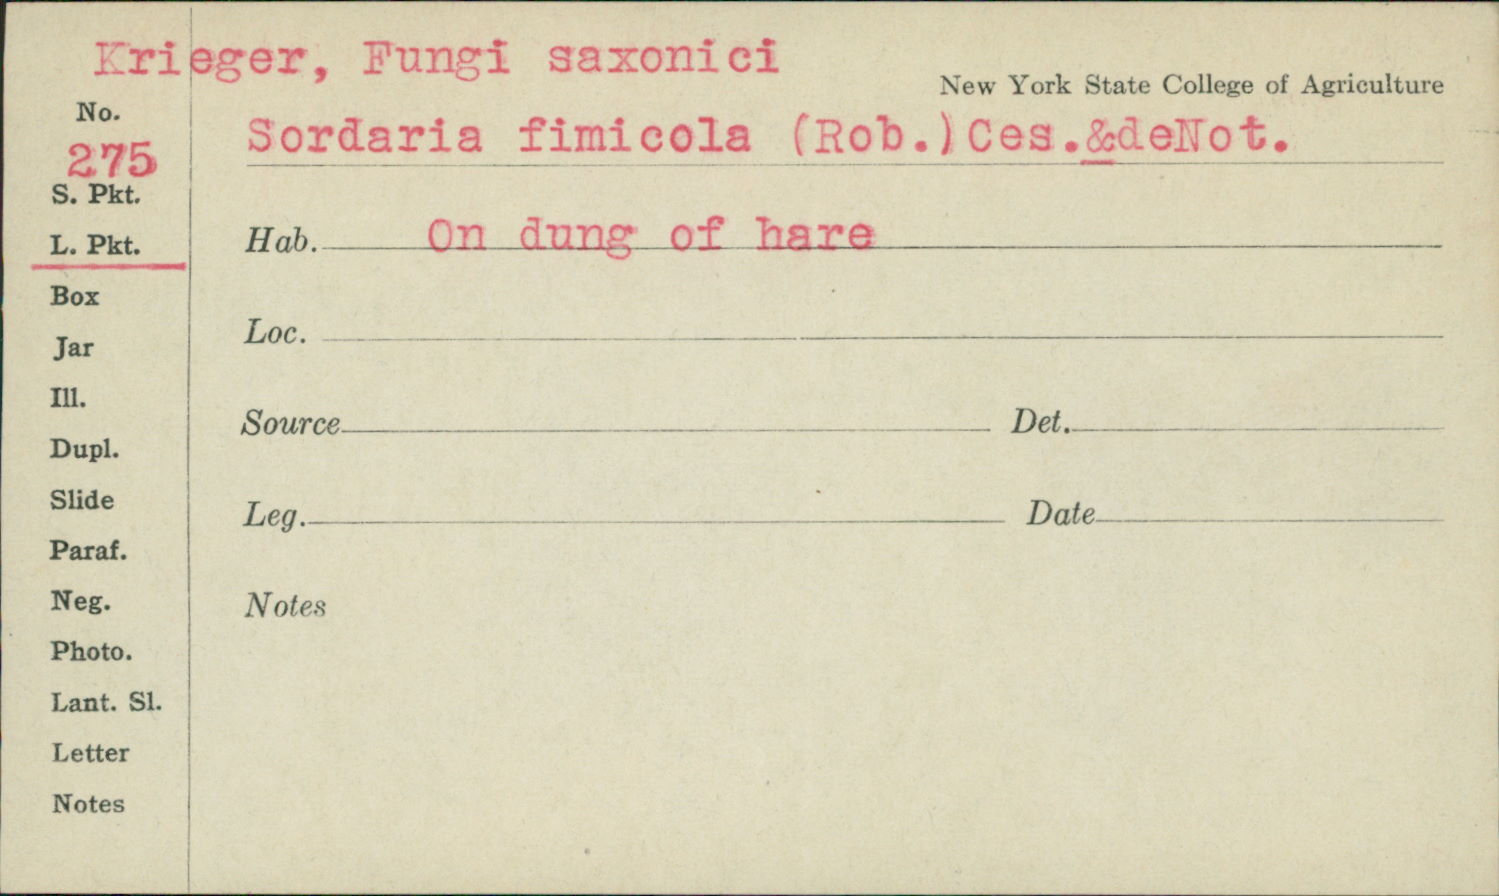 Krieger, Fungi saxonici
New York State College of Agriculture
No.
275
Sordaria fimicola (Rob.)Ces.&deNot.
S. Pkt.
L. Pkt.
Hab. On dung of hare
Box
Jar
Loc.
Ill.
Dupl.
Source Det.
Slide
Leg. Date
Paraf.
Neg.
Notes
Photo.
Lant. Sl.
Letter
Notes